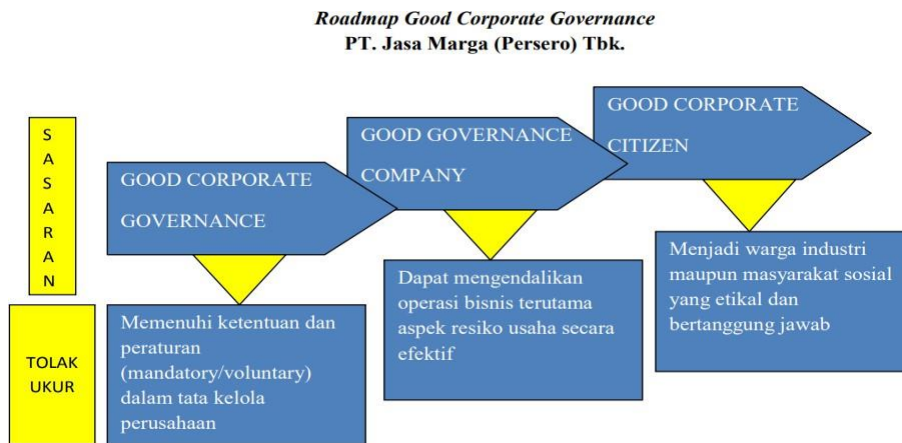 Roadmap Good Corporate Governance
PT. Jasa Marga (Persero) Tbk.
S
A
S
A
R
A
N
GOOD CORPORATE
GOVERNANCE
GOOD GOVERNANCE
COMPANY
GOOD CORPORATE
CITIZEN
TOLAK
UKUR
Memenuhi ketentuan dan
peraturan
(mandatory/voluntary)
dalam tata kelola
perusahaan
Dapat mengendalikan
operasi bisnis terutama
aspek resiko usaha secara
efektif
Menjadi warga industri
maupun masyarakat sosial
yang etikal dan
bertanggung jawab